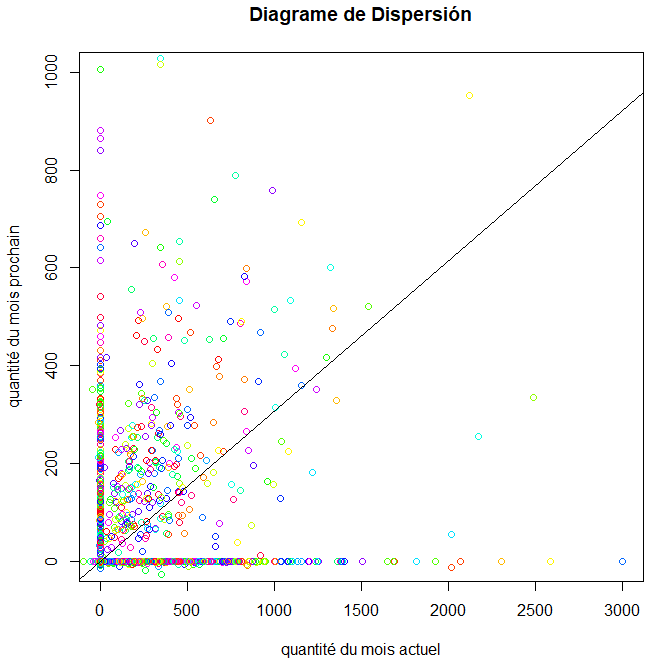 Diagrame de Dispersión
quantité du mois prochain
1000
800
600
400
200
0
0 500 1000 1500 2000 2500 3000
quantité du mois actuel